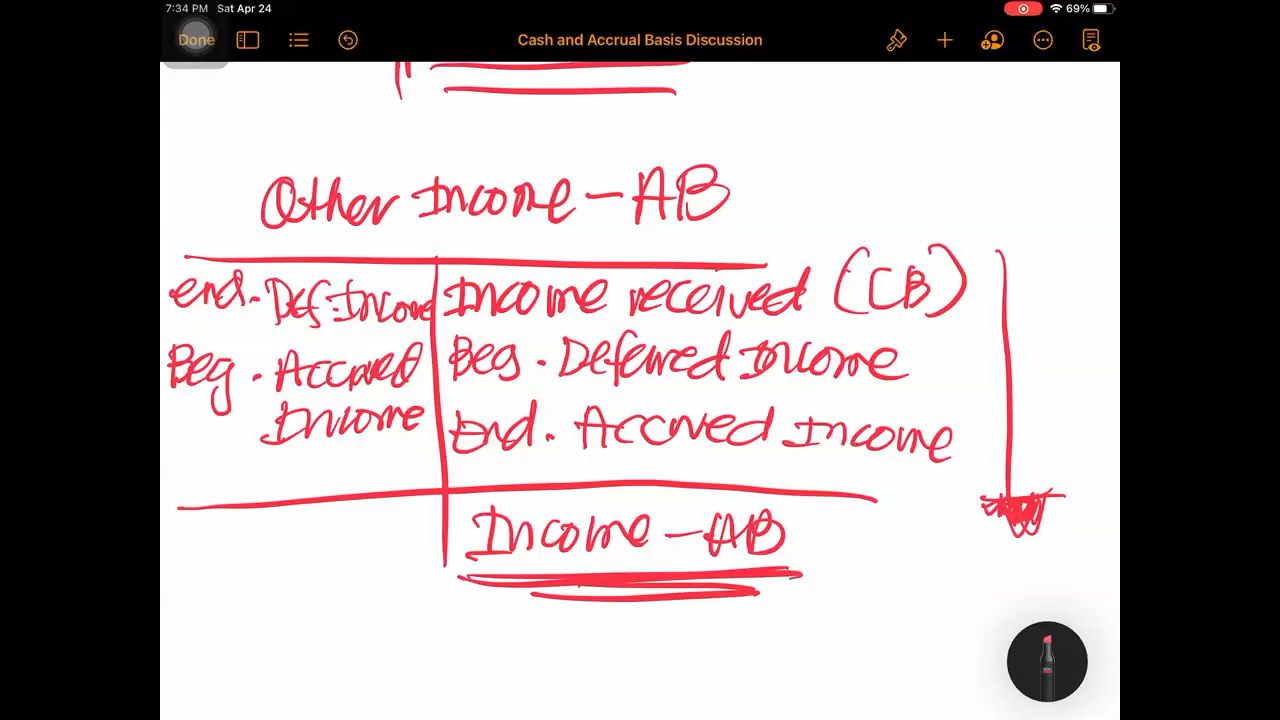 7:34 PM Sat Apr 24
69%
Done
Cash and Accrual Basis Discussion
Other Income - AB
end. Def. Income
Income received (CB)
Beg. Accrued
Income
Beg. Deferred Income
End. Accrued Income
Income - AB